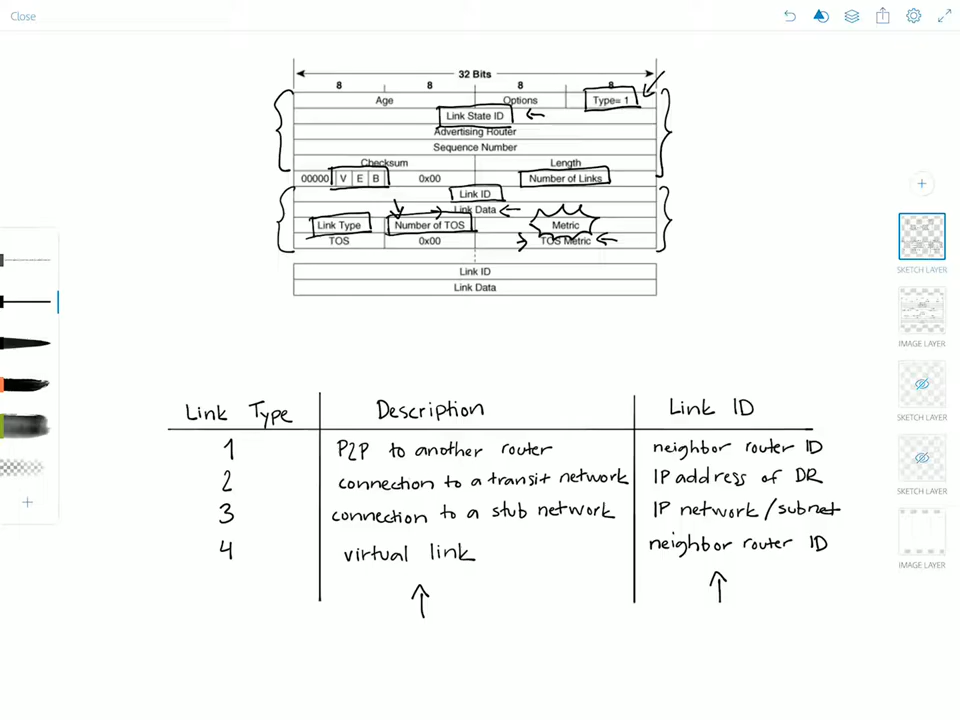 Close
32 Bits
8 8 8 8
Age Options Type= 1
Link State ID
Advertising Router
Sequence Number
Checksum Length
00000 V E B 0x00 Number of Links
Link ID
Link Data
Link Type Number of TOS Metric
TOS 0x00 TOS Metric
Link ID
Link Data
SKETCH LAYER
IMAGE LAYER
SKETCH LAYER
SKETCH LAYER
IMAGE LAYER
Link Type Description Link ID
1 P2P to another router neighbor router ID
2 connection to a transit network IP address of DR
3 connection to a stub network IP network/subnet
4 virtual link neighbor router ID